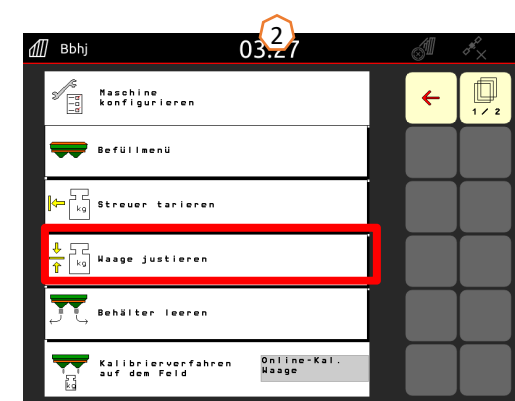 2
Bbhj
03:27
Maschine
konfigurieren
1 / 2
Befüllmenü
kg
Streuer tarieren
kg
Waage justieren
Behälter leeren
Kalibrierverfahren
auf dem Feld
Online-Kal.
Waage
kg